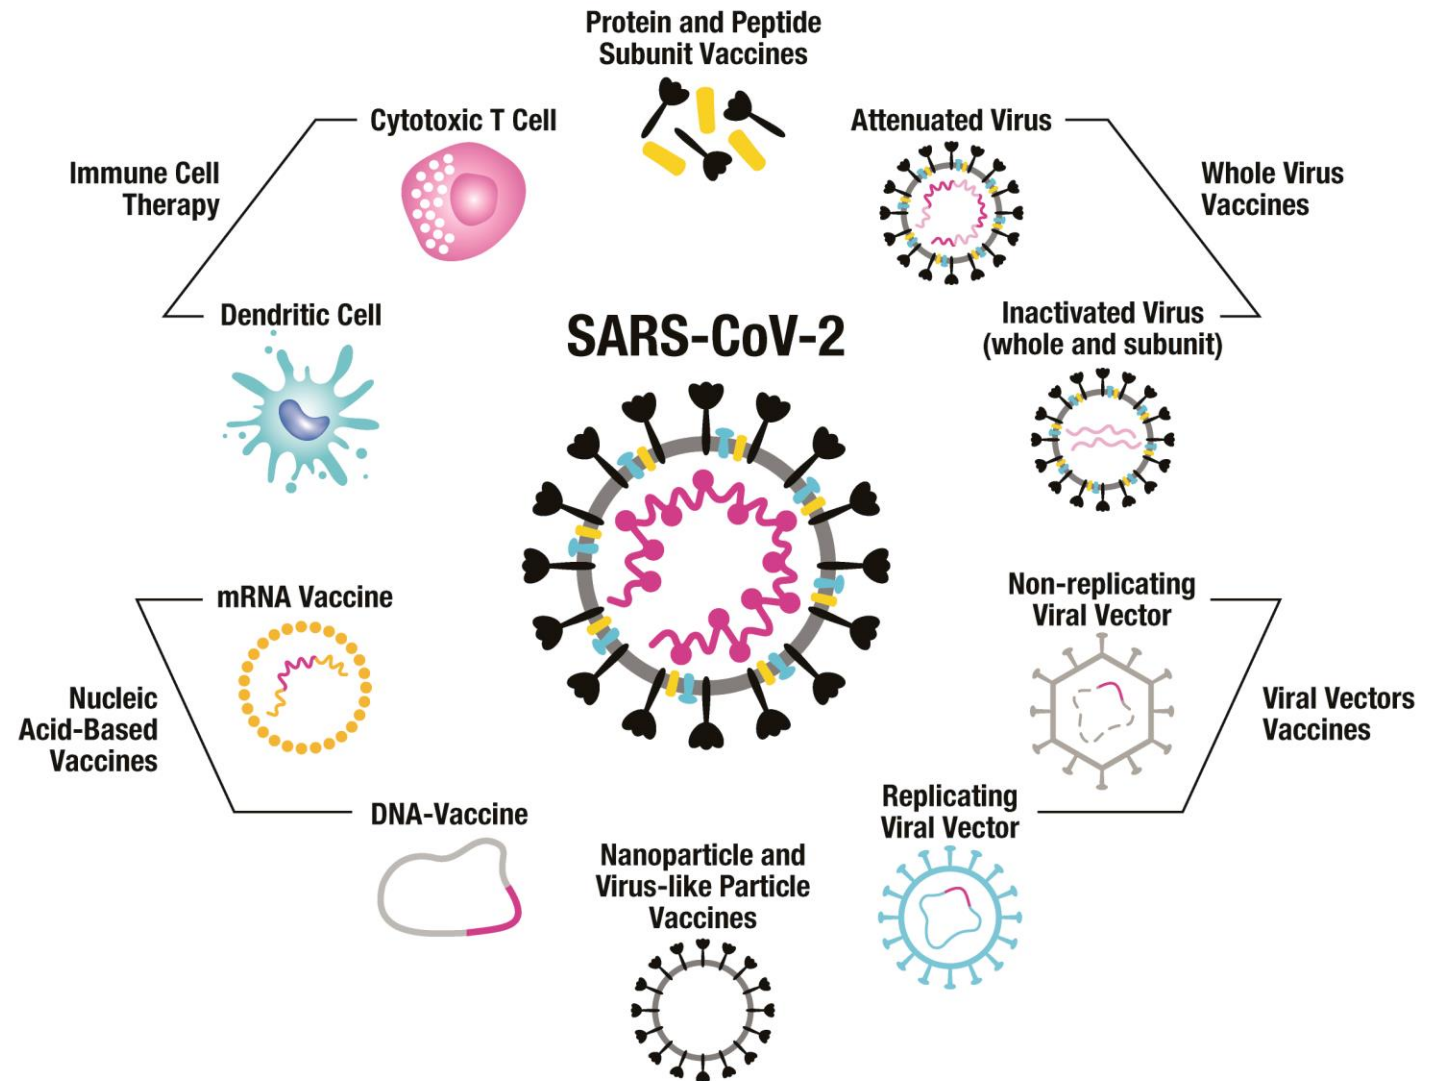 Protein and Peptide
Subunit Vaccines
Cytotoxic T Cell
Attenuated Virus
Immune Cell
Therapy
Whole Virus
Vaccines
Dendritic Cell
Inactivated Virus
(whole and subunit)
SARS-CoV-2
mRNA Vaccine
Non-replicating
Viral Vector
Nucleic
Acid-Based
Vaccines
Viral Vectors
Vaccines
DNA-Vaccine
Replicating
Viral Vector
Nanoparticle and
Virus-like Particle
Vaccines